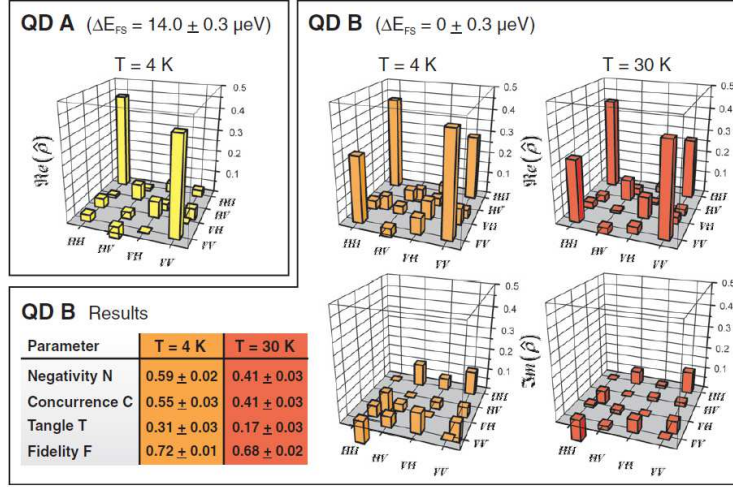 QD A (ΔE_FS = 14.0 ± 0.3 µeV)
T = 4 K
ℜe(ρ̂)
0.5
0.4
0.3
0.2
0.1
HH
HV
VH
VV
HH
HV
VH
VV
QD B (ΔE_FS = 0 ± 0.3 µeV)
T = 4 K
0.5
0.4
0.3
0.2
0.1
HH
HV
VH
VV
HH
HV
VH
VV
T = 30 K
ℜe(ρ̂)
0.5
0.4
0.3
0.2
0.1
HH
HV
VH
VV
HH
HV
VH
VV
0.5
0.4
0.3
0.2
0.1
HH
HV
VH
VV
HH
HV
VH
VV
ℑm(ρ̂)
0.5
0.4
0.3
0.2
0.1
HH
HV
VH
VV
HH
HV
VH
VV
QD B Results
Parameter T = 4 K T = 30 K
Negativity N 0.59 ± 0.02 0.41 ± 0.03
Concurrence C 0.55 ± 0.03 0.41 ± 0.03
Tangle T 0.31 ± 0.03 0.17 ± 0.03
Fidelity F 0.72 ± 0.01 0.68 ± 0.02